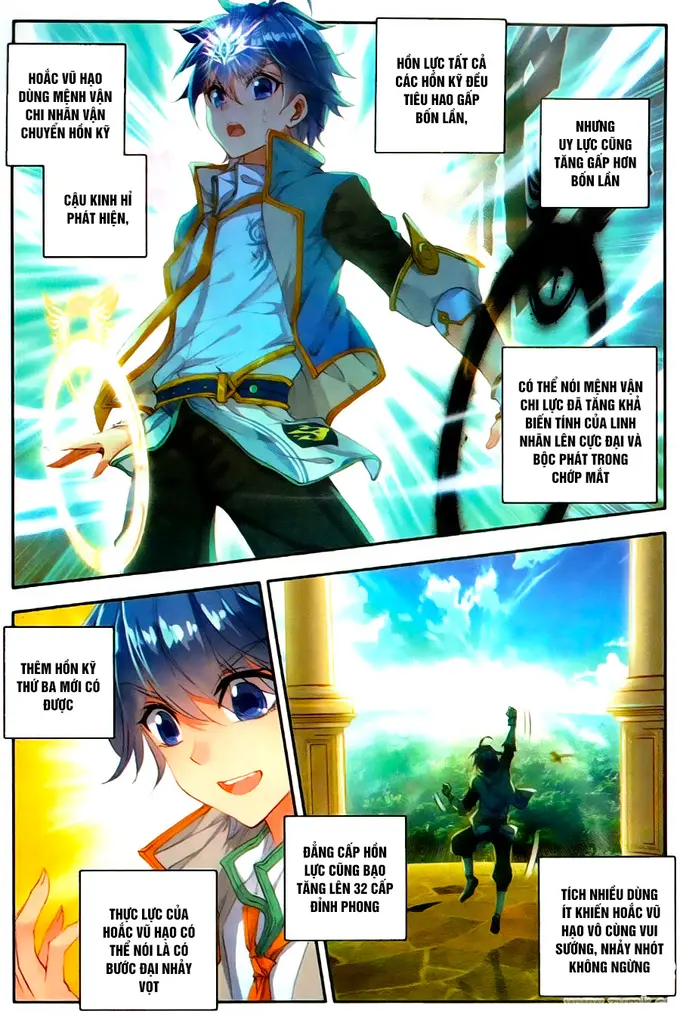 HOẮC VŨ HẠO
DÙNG MỆNH VẬN
CHI NHÃN VẬN
CHUYỂN HỒN KỸ
CẬU KINH HỈ
PHÁT HIỆN,
HỒN LỰC TẤT CẢ
CÁC HỒN KỸ ĐỀU
TIÊU HAO GẤP
BỐN LẦN,
NHƯNG
UY LỰC CŨNG
TĂNG GẤP HƠN
BỐN LẦN
CÓ THỂ NÓI MỆNH VẬN
CHI LỰC ĐÃ TĂNG KHẢ
BIẾN TÍNH CỦA LINH
NHÃN LÊN CỰC ĐẠI VÀ
BỘC PHÁT TRONG
CHỚP MẮT
THÊM HỒN KỸ
THỨ BA MỚI CÓ
ĐƯỢC
THỰC LỰC CỦA
HOẮC VŨ HẠO CÓ
THỂ NÓI LÀ CÓ
BƯỚC ĐẠI NHẢY
VỌT
ĐẲNG CẤP HỒN
LỰC CŨNG BẠO
TĂNG LÊN 32 CẤP
ĐỈNH PHONG
TÍCH NHIỀU DÙNG
ÍT KHIẾN HOẮC VŨ
HẠO VÔ CÙNG VUI
SƯỚNG, NHẢY NHÓT
KHÔNG NGỪNG